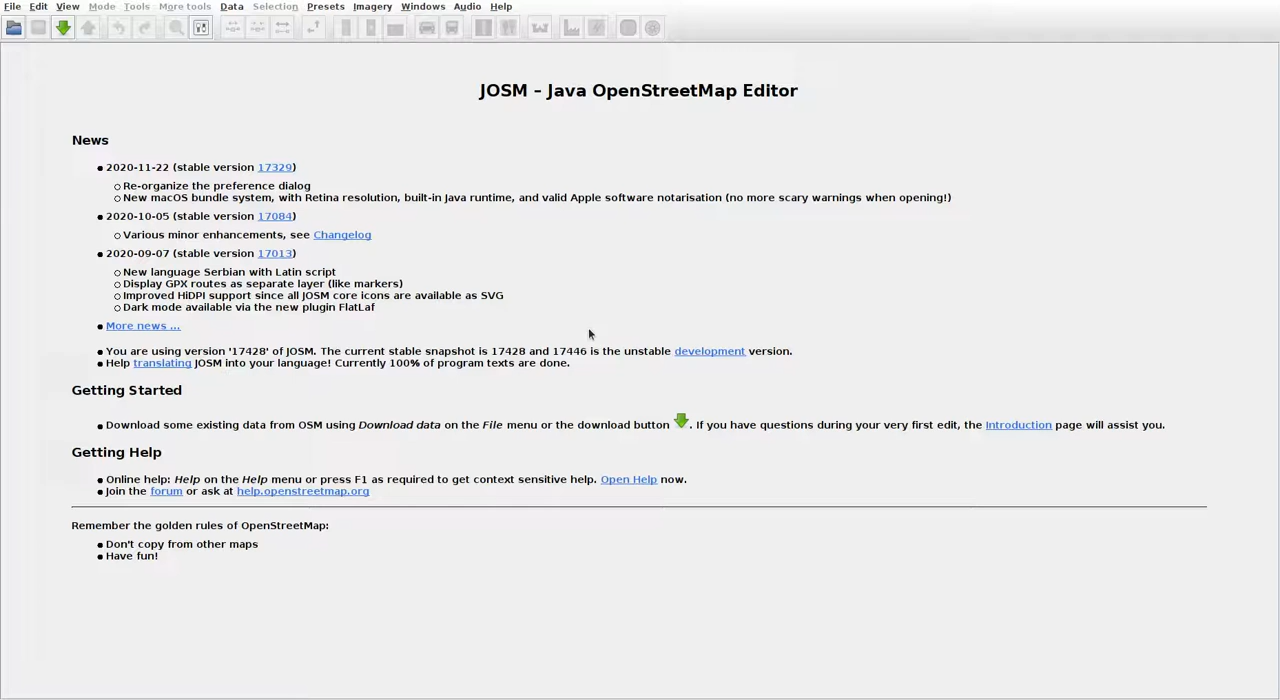 File Edit View Mode Tools More tools Data Selection Presets Imagery Windows Audio Help
JOSM – Java OpenStreetMap Editor
News
2020-11-22 (stable version 17329)
Re-organize the preference dialog
New macOS bundle system, with Retina resolution, built-in Java runtime, and valid Apple software notarisation (no more scary warnings when opening!)
2020-10-05 (stable version 17084)
Various minor enhancements, see Changelog
2020-09-07 (stable version 17013)
New language Serbian with Latin script
Display GPX routes as separate layer (like markers)
Improved HiDPI support since all JOSM core icons are available as SVG
Dark mode available via the new plugin FlatLaf
More news ...
You are using version '17428' of JOSM. The current stable snapshot is 17428 and 17446 is the unstable development version.
Help translating JOSM into your language! Currently 100% of program texts are done.
Getting Started
Download some existing data from OSM using Download data on the File menu or the download button . If you have questions during your very first edit, the Introduction page will assist you.
Getting Help
Online help: Help on the Help menu or press F1 as required to get context sensitive help. Open Help now.
Join the forum or ask at help.openstreetmap.org
Remember the golden rules of OpenStreetMap:
Don't copy from other maps
Have fun!